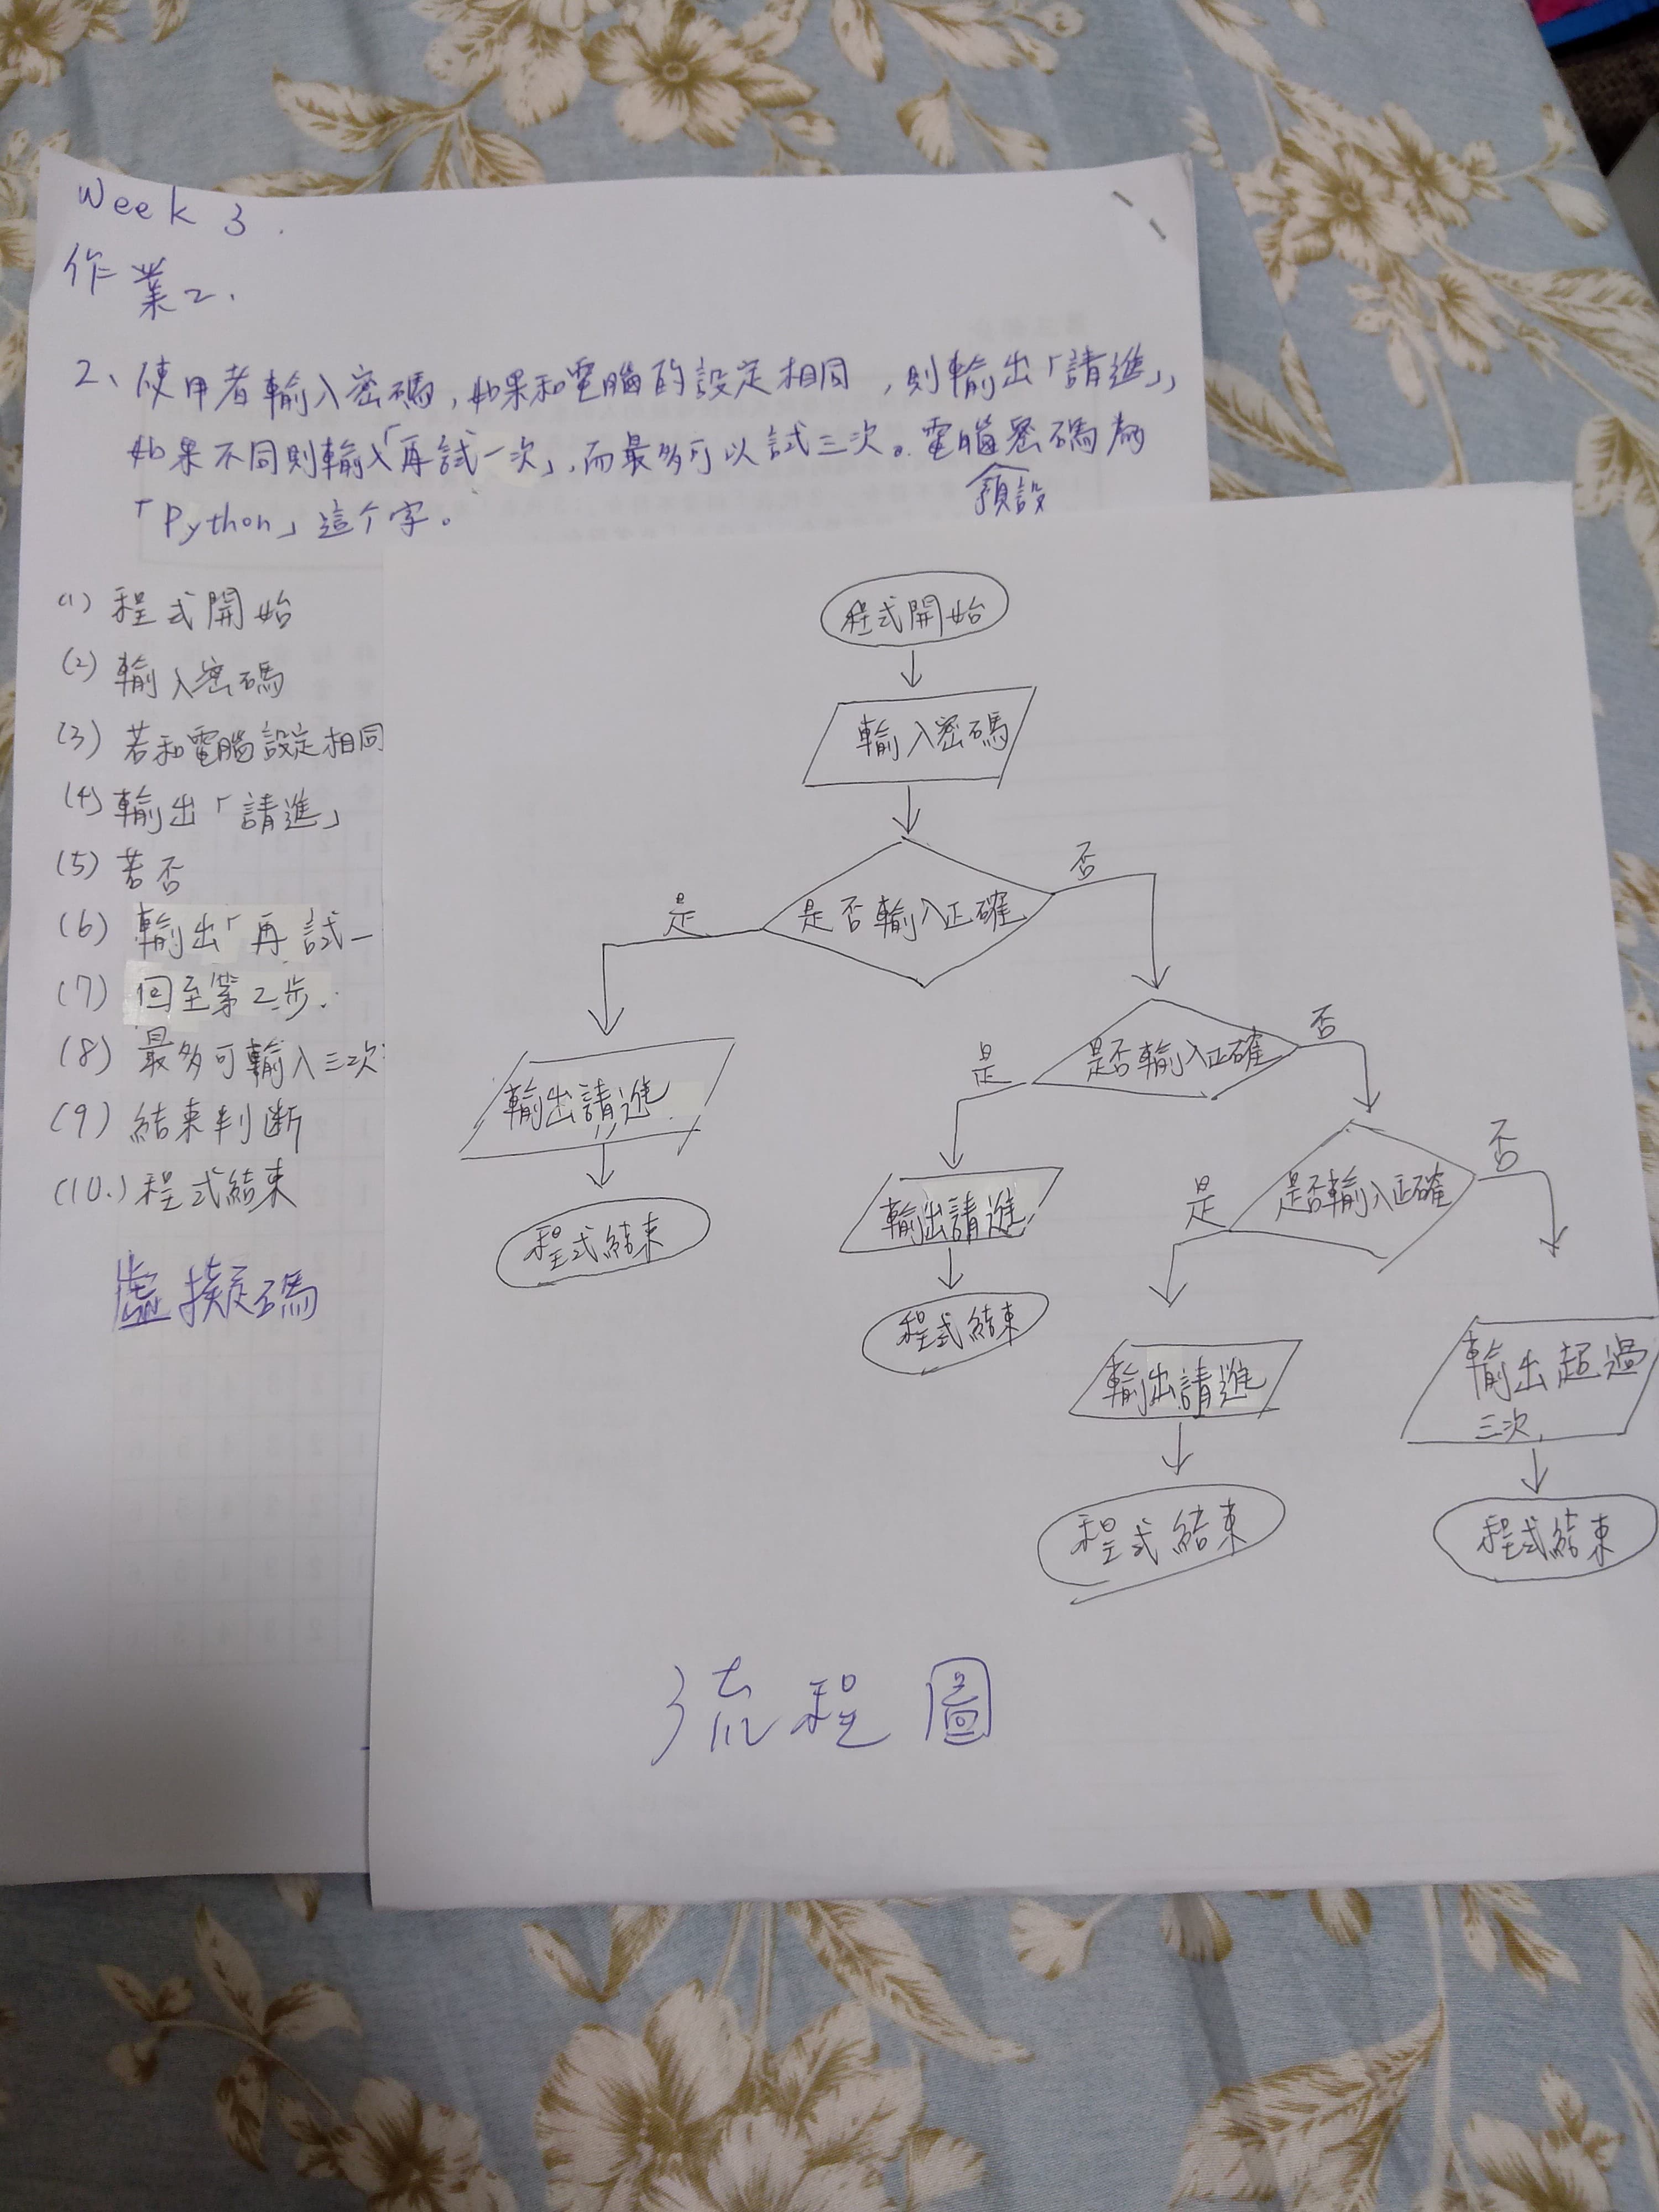 Week 3.
作業2.
2、使用者輸入密碼,如果和電腦的設定相同,則輸出「請進」,
如果不同則輸入「再試一次」,而最多可以試三次。電腦密碼為
預設
「Python」這个字。
(1) 程式開始
(2) 輸入密碼
(3) 若和電腦設定相同
(4) 輸出「請進」
(5) 若否
(6) 輸出「再試一
(7) 回至第2步.
(8) 最多可輸入三次
(9) 結束判斷
(10.) 程式結束
虛擬碼
程式開始
輸入密碼
是否輸入正確
是
否
輸出請進
程式結束
是否輸入正確
是
否
輸出請進
程式結束
是否輸入正確
是
否
輸出請進
程式結束
輸出超過
三次.
程式結束
流程圖